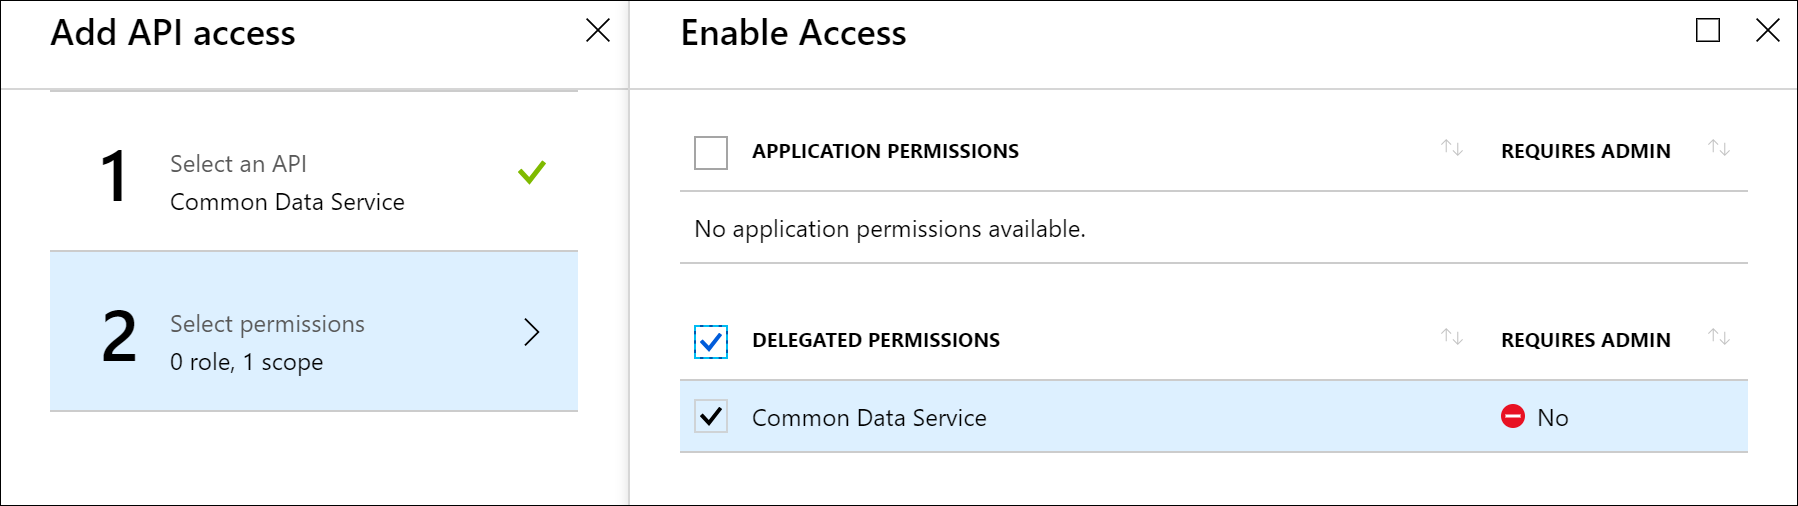 Add API access
1
Select an API
Common Data Service
2
Select permissions
0 role, 1 scope
Enable Access
APPLICATION PERMISSIONS REQUIRES ADMIN
No application permissions available.
DELEGATED PERMISSIONS REQUIRES ADMIN
Common Data Service No